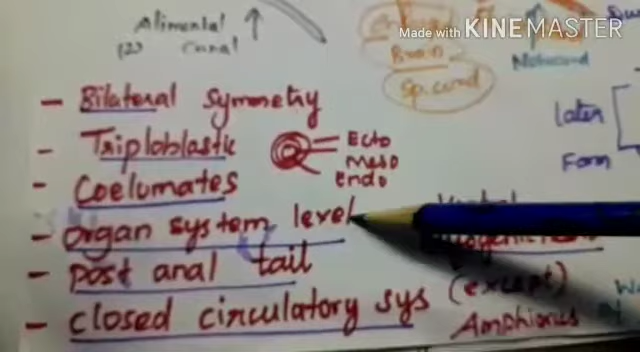 Made with KINEMASTER
Alimental
(2) canal
Brain
Sp.cord
Notocord
later
Form
- Bilateral symmetry
- Triploblastic
Ecto
Meso
Endo
- Coelomates
- organ system level
- Post anal tail
- closed circulatory sys (except)
Amphioxus